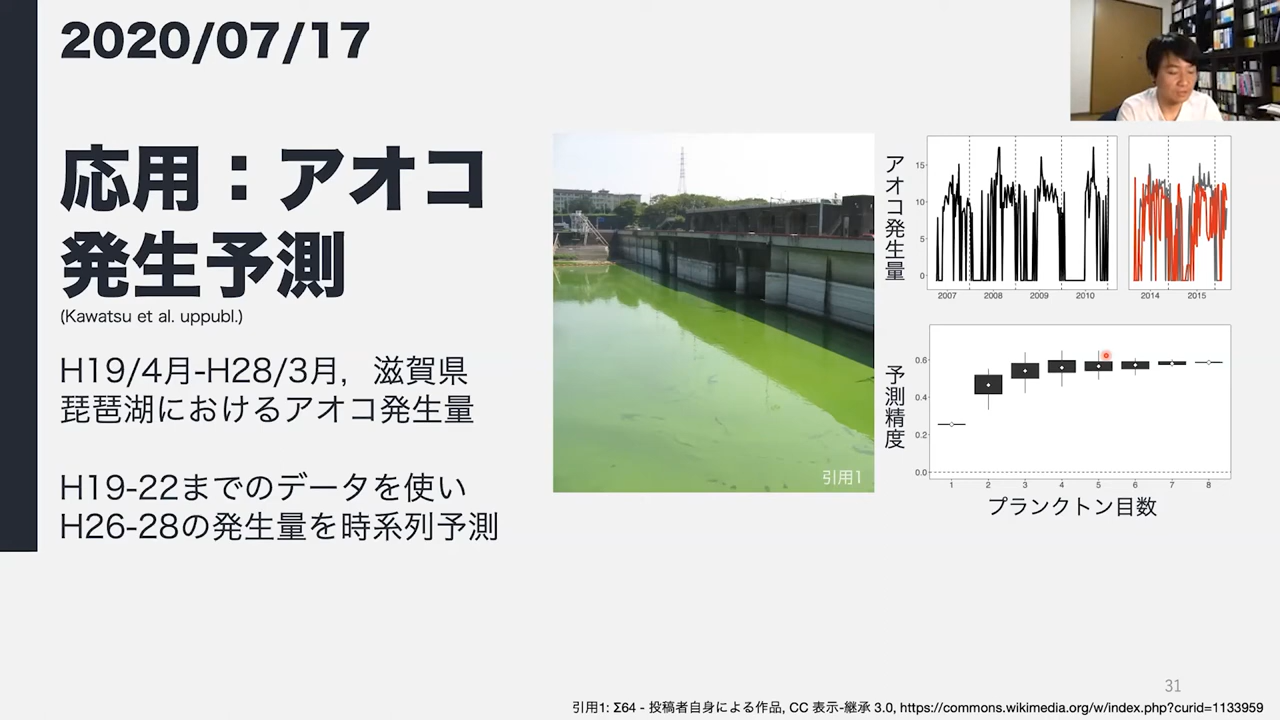 2020/07/17
応用：アオコ
発生予測
(Kawatsu et al. uppubl.)
H19/4月-H28/3月，滋賀県
琵琶湖におけるアオコ発生量
H19-22までのデータを使い
H26-28の発生量を時系列予測
引用1
アオコ発生量
15
10
5
0
2007 2008 2009 2010
2014 2015
予測精度
0.6
0.4
0.2
0.0
1 2 3 4 5 6 7 8
プランクトン目数
31
引用1: Σ64 - 投稿者自身による作品, CC 表示-継承 3.0, https://commons.wikimedia.org/w/index.php?curid=1133959